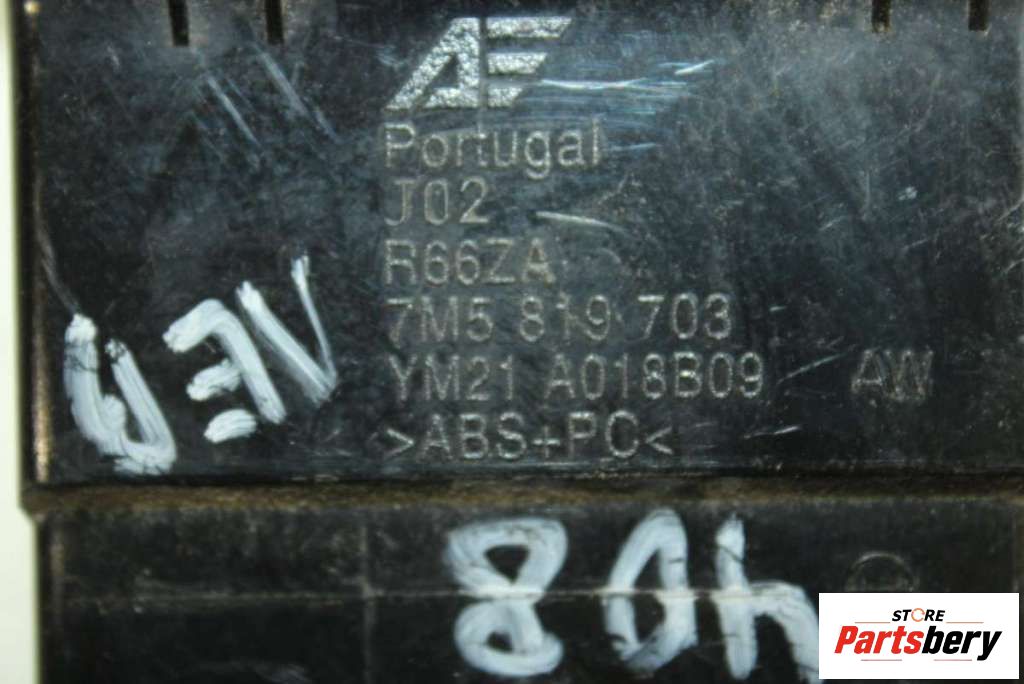 AE
Portugal
J02
R66ZA
7M5 819 703
YM21 A018B09 AW
>ABS+PC<
STORE
Partsbery